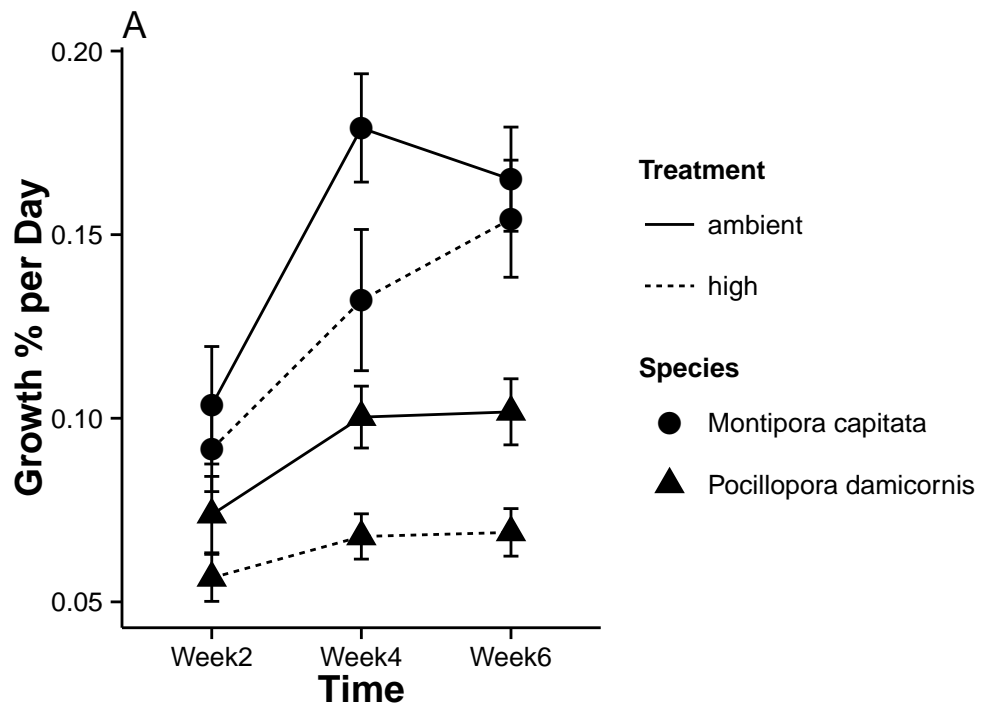 A
Growth % per Day
0.20
0.15
0.10
0.05
Week2 Week4 Week6
Time
Treatment
ambient
high
Species
Montipora capitata
Pocillopora damicornis